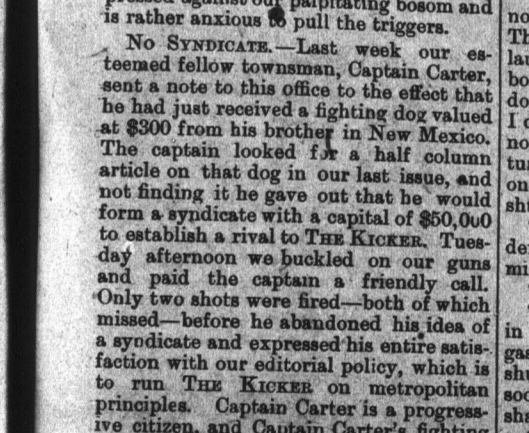 palpitating bosom and
is rather anxious to pull the triggers.
No Syndicate.—Last week our es-
teemed fellow townsman, Captain Carter,
sent a note to this office to the effect that
he had just received a fighting dog valued
at $300 from his brother in New Mexico.
The captain looked for a half column
article on that dog in our last issue, and
not finding it he gave out that he would
form a syndicate with a capital of $50,000
to establish a rival to The Kicker. Tues-
day afternoon we buckled on our guns
and paid the captain a friendly call.
Only two shots were fired—both of which
missed—before he abandoned his idea of
a syndicate and expressed his entire satis-
faction with our editorial policy, which is
to run The Kicker on metropolitan
principles. Captain Carter is a progress-
ive citizen, and Captain Carter's fighting